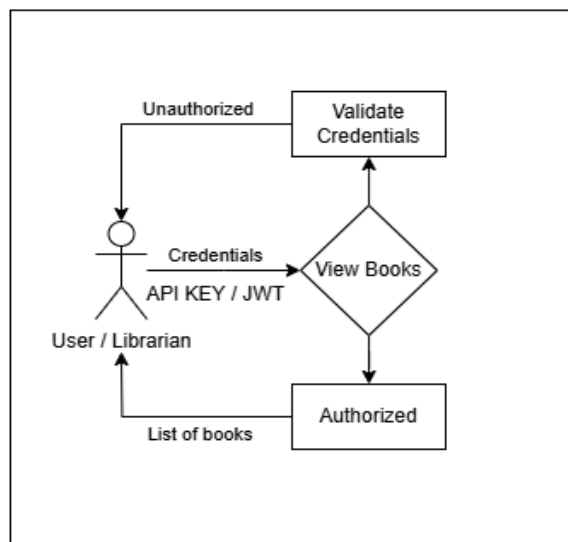 Unauthorized
Validate
Credentials
Credentials
API KEY / JWT
View Books
User / Librarian
List of books
Authorized